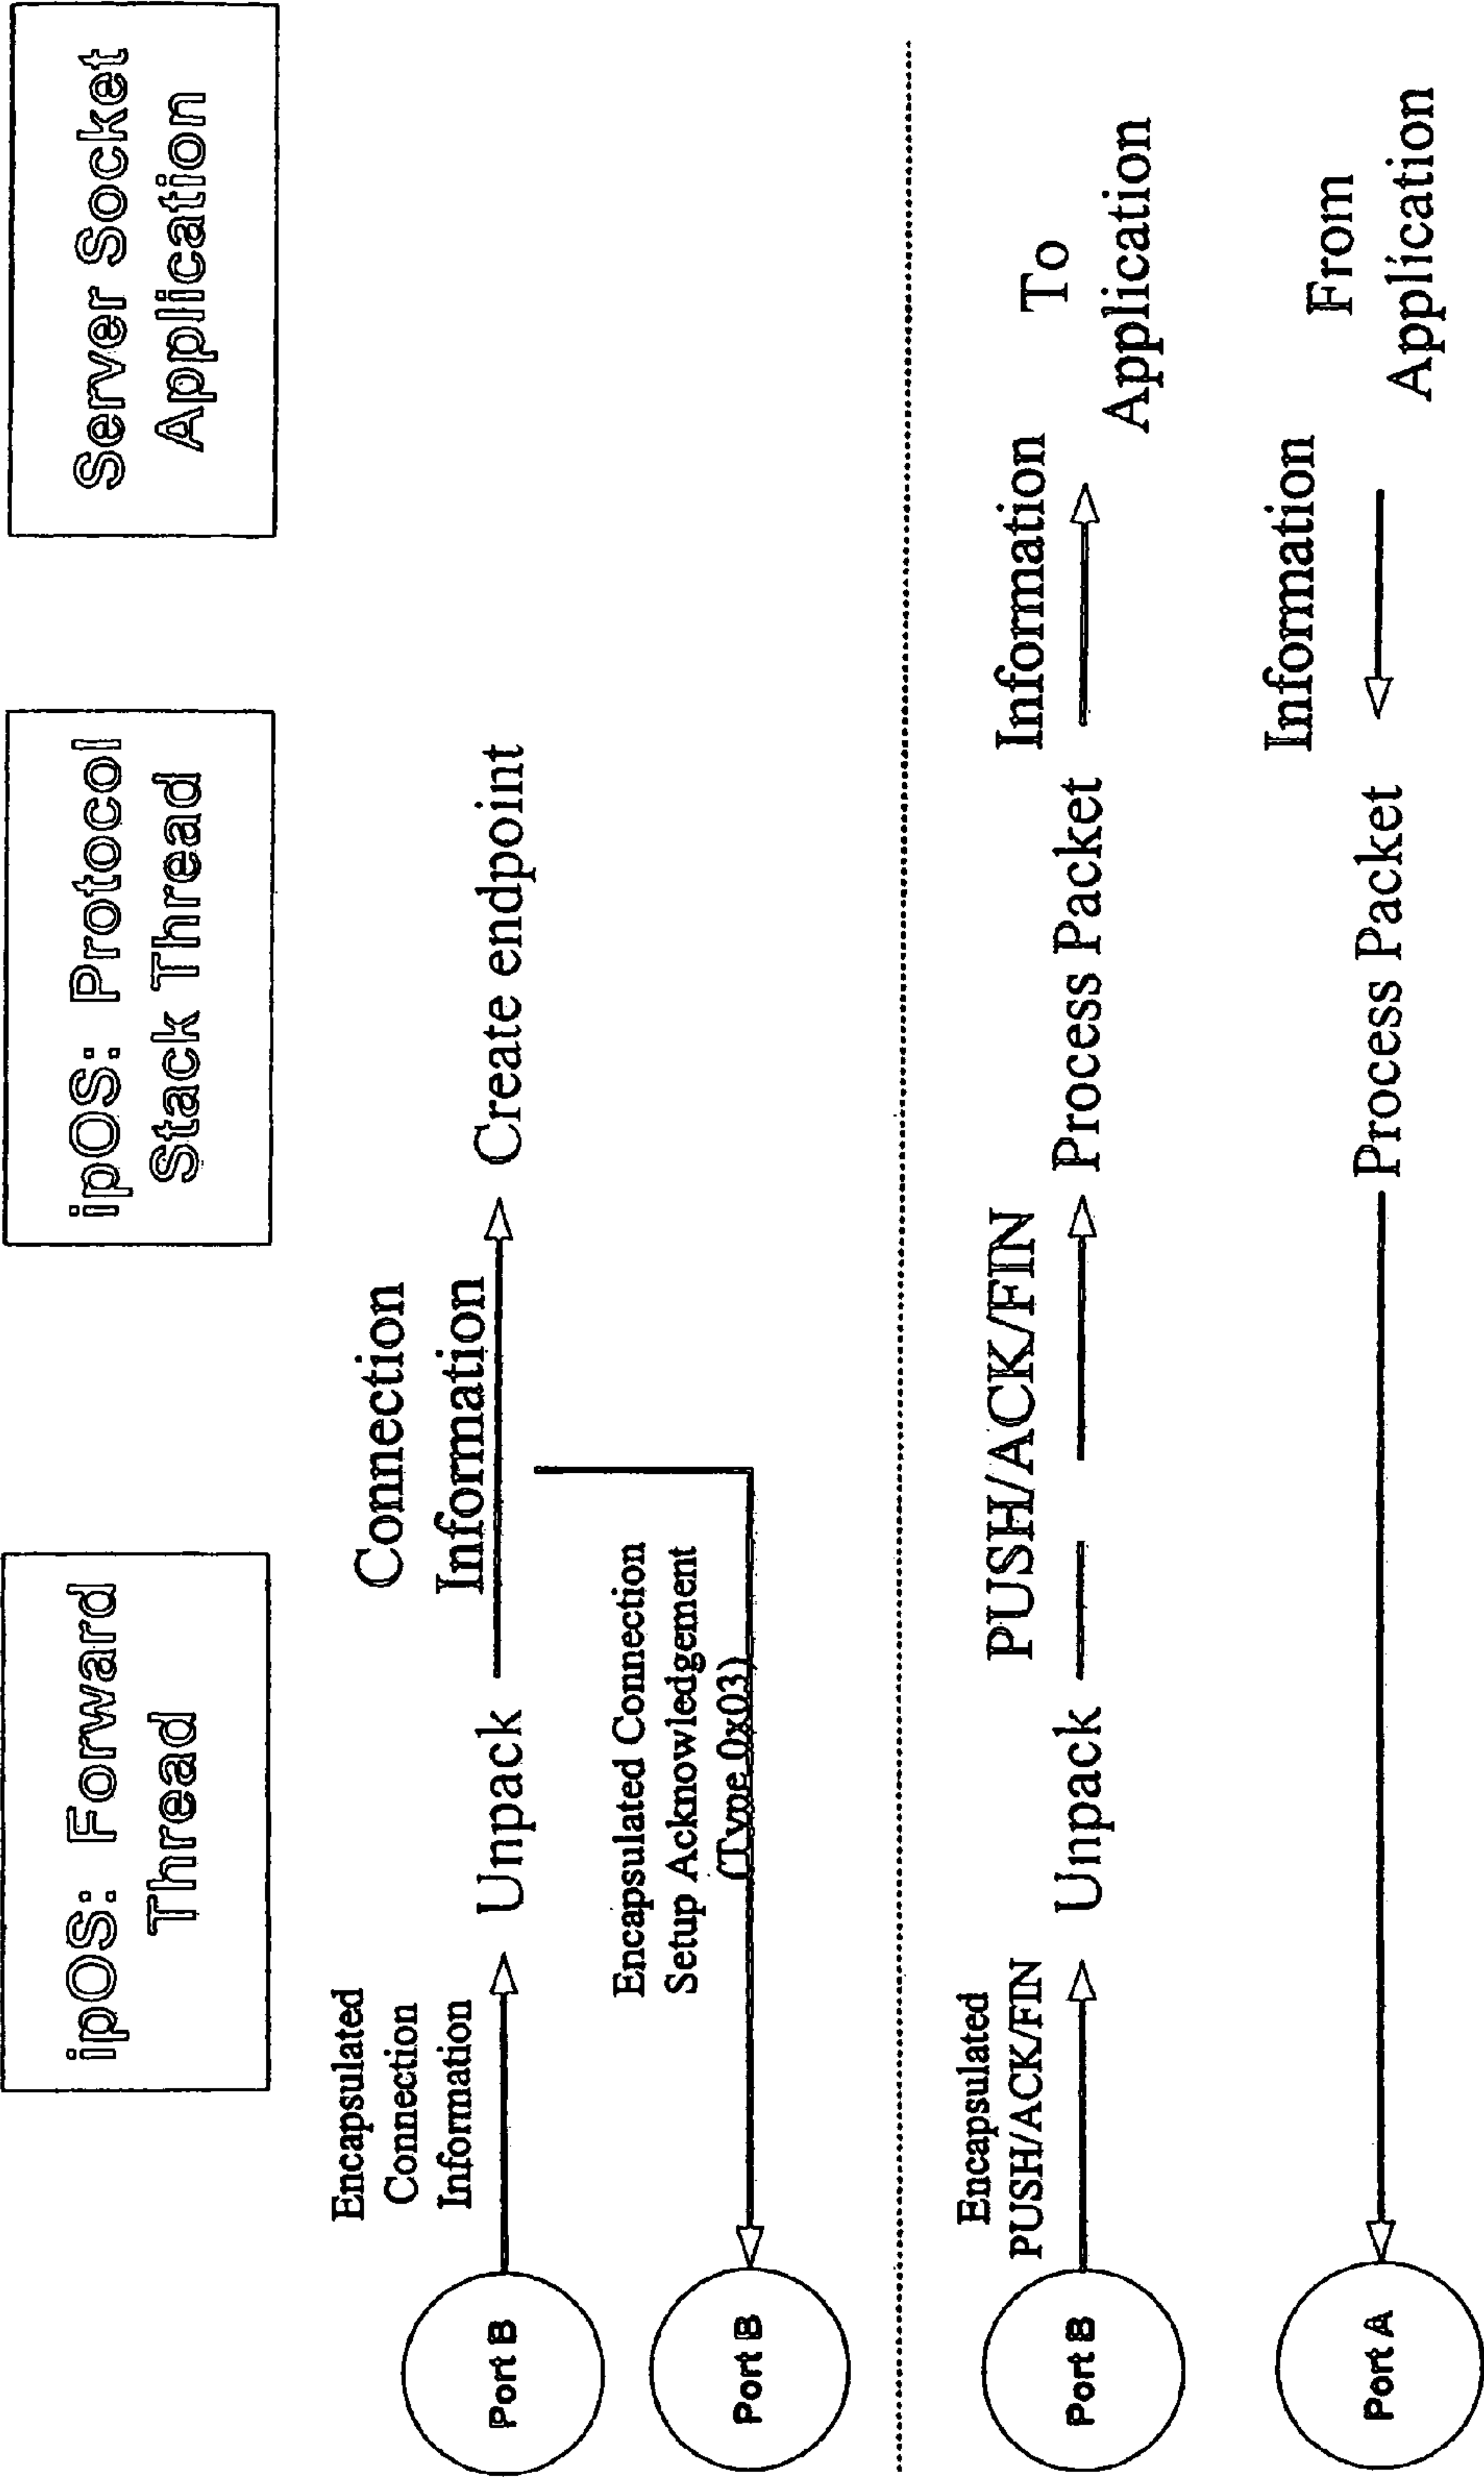 ipOS: Forward
Thread
ipOS: Protocol
Stack Thread
Server Socket
Application
Encapsulated
Connection
Information
Port B
Unpack
Connection
Information
Create endpoint
Encapsulated Connection
Setup Acknowledgement
(Type 0x03)
Port B
Encapsulated
PUSH/ACK/FIN
Port B
Unpack
PUSH/ACK/FIN
Process Packet
Information
To
Application
Port A
Process Packet
Information
From
Application